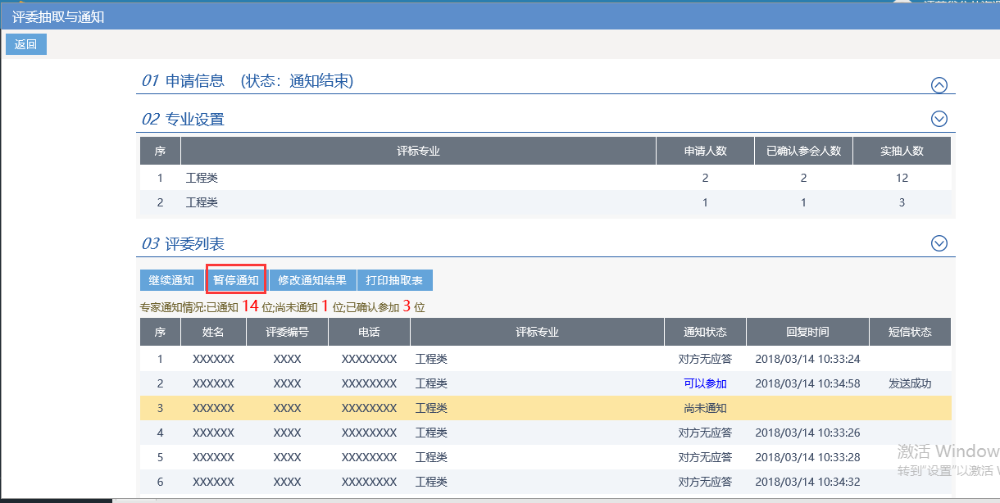 评委抽取与通知
返回
01 申请信息 (状态：通知结束)
02 专业设置
序 评标专业 申请人数 已确认参会人数 实抽人数
1 工程类 2 2 12
2 工程类 1 1 3
03 评委列表
继续通知 暂停通知 修改通知结果 打印抽取表
专家通知情况:已通知 14 位;尚未通知 1 位;已确认参加 3 位
序 姓名 评委编号 电话 评标专业 通知状态 回复时间 短信状态
1 XXXXXX XXXX XXXXXXXX 工程类 对方无应答 2018/03/14 10:33:24
2 XXXXXX XXXX XXXXXXXX 工程类 可以参加 2018/03/14 10:34:58 发送成功
3 XXXXXX XXXX XXXXXXXX 工程类 尚未通知
4 XXXXXX XXXX XXXXXXXX 工程类 对方无应答 2018/03/14 10:33:26
5 XXXXXX XXXX XXXXXXXX 工程类 对方无应答 2018/03/14 10:33:28
6 XXXXXX XXXX XXXXXXXX 工程类 对方无应答 2018/03/14 10:34:32
激活 Window
转到"设置"以激活 W